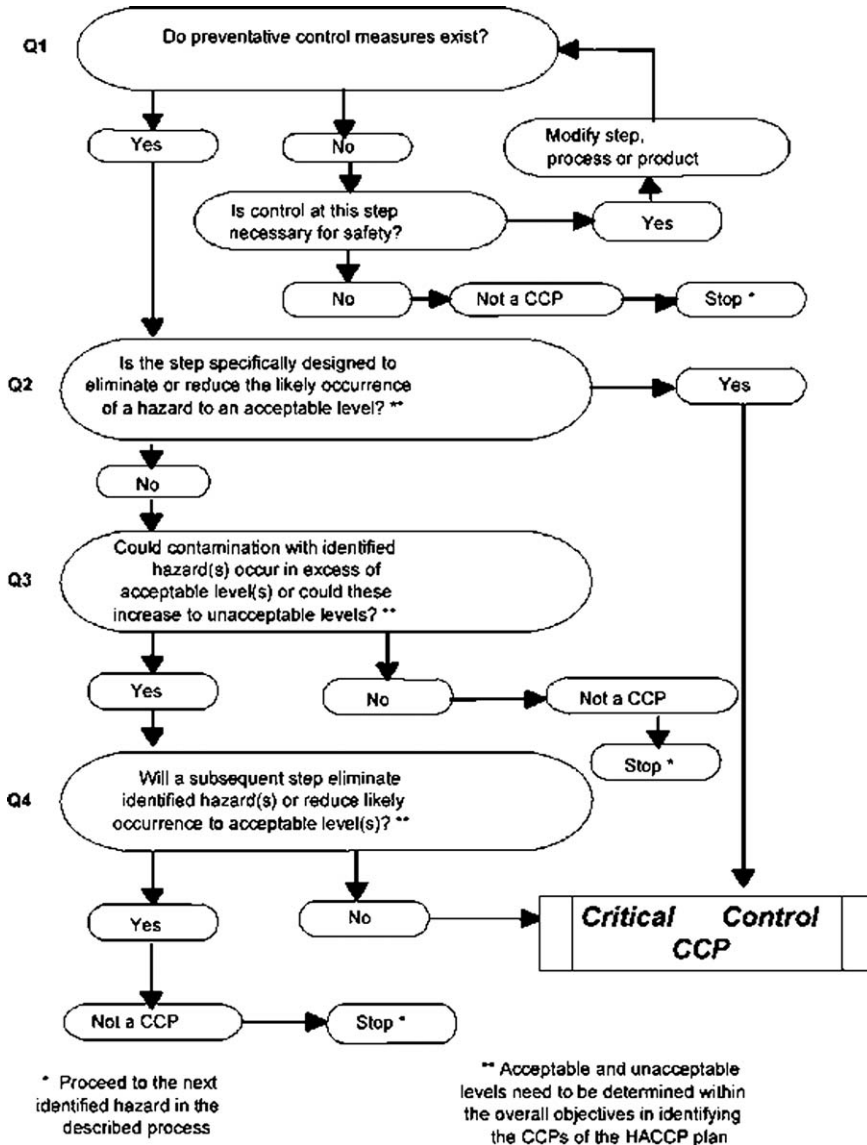 Q1
Do preventative control measures exist?
Yes
No
Modify step,
process or product
Is control at this step
necessary for safety?
Yes
No
Not a CCP
Stop *
Q2
Is the step specifically designed to
eliminate or reduce the likely occurrence
of a hazard to an acceptable level? **
Yes
No
Q3
Could contamination with identified
hazard(s) occur in excess of
acceptable level(s) or could these
increase to unacceptable levels? **
Yes
No
Not a CCP
Stop *
Q4
Will a subsequent step eliminate
identified hazard(s) or reduce likely
occurrence to acceptable level(s)? **
Yes
No
Critical Control
CCP
Not a CCP
Stop *
* Proceed to the next
identified hazard in the
described process
** Acceptable and unacceptable
levels need to be determined within
the overall objectives in identifying
the CCPs of the HACCP plan